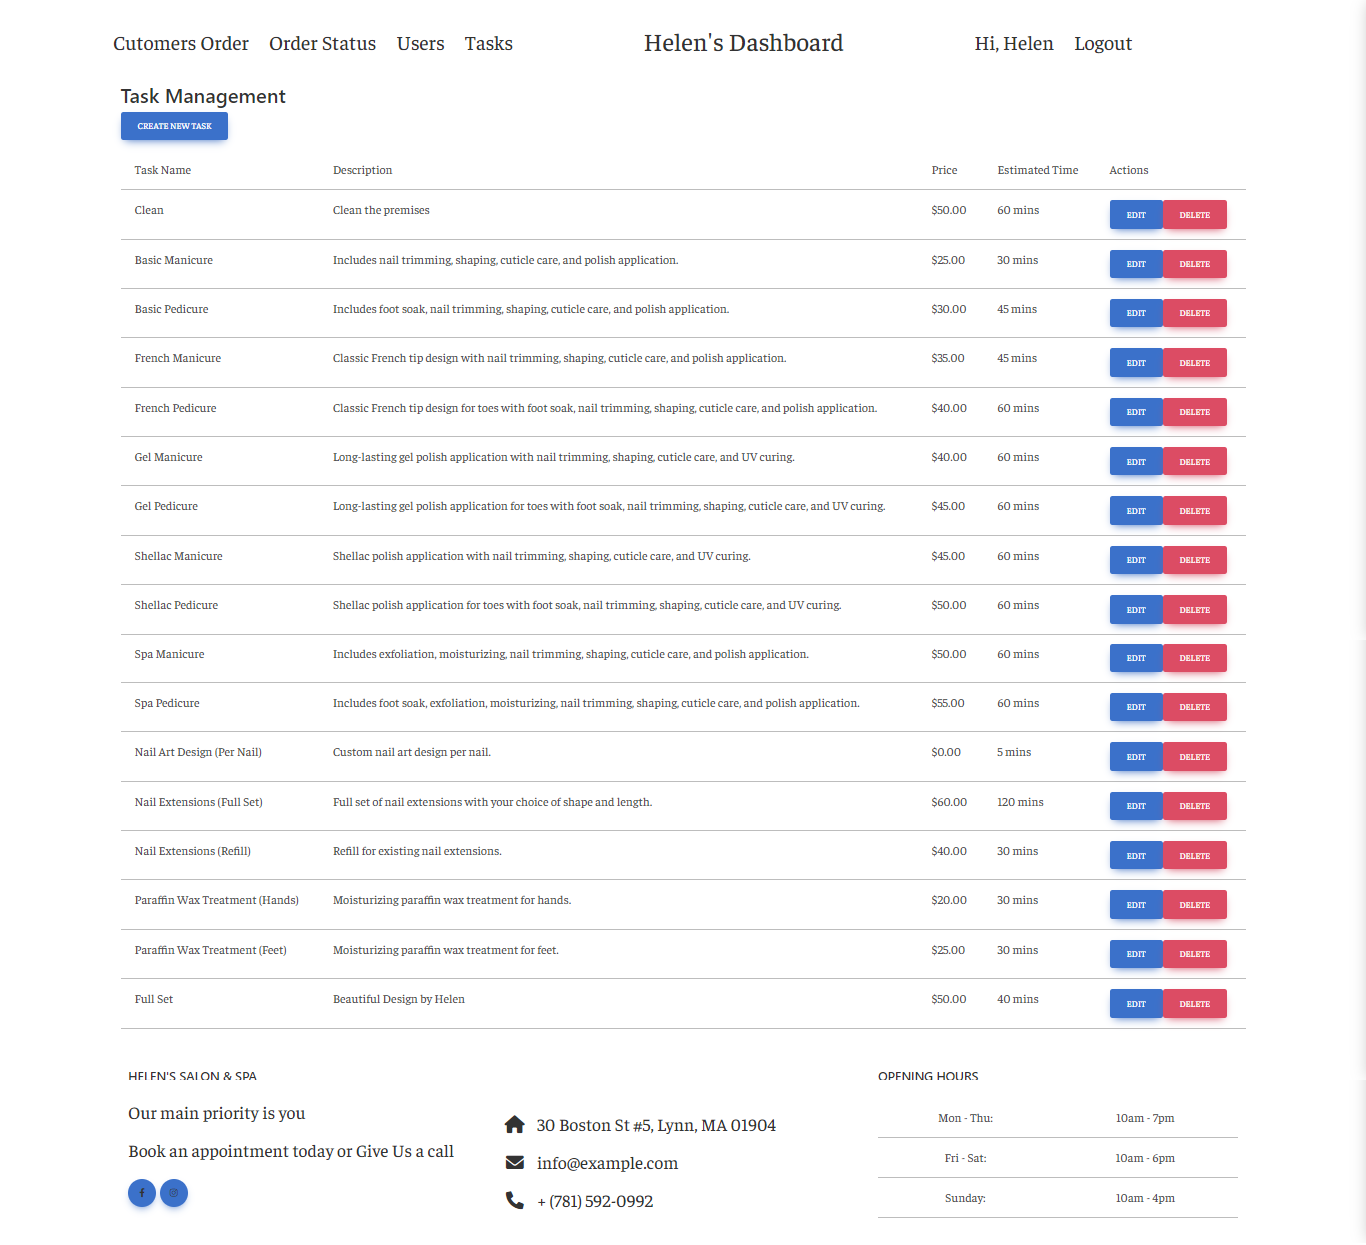 Cutomers Order Order Status Users Tasks Helen's Dashboard Hi, Helen Logout
Task Management
CREATE NEW TASK
Task Name Description Price Estimated Time Actions
Clean Clean the premises $50.00 60 mins EDIT DELETE
Basic Manicure Includes nail trimming, shaping, cuticle care, and polish application. $25.00 30 mins EDIT DELETE
Basic Pedicure Includes foot soak, nail trimming, shaping, cuticle care, and polish application. $30.00 45 mins EDIT DELETE
French Manicure Classic French tip design with nail trimming, shaping, cuticle care, and polish application. $35.00 45 mins EDIT DELETE
French Pedicure Classic French tip design for toes with foot soak, nail trimming, shaping, cuticle care, and polish application. $40.00 60 mins EDIT DELETE
Gel Manicure Long-lasting gel polish application with nail trimming, shaping, cuticle care, and UV curing. $40.00 60 mins EDIT DELETE
Gel Pedicure Long-lasting gel polish application for toes with foot soak, nail trimming, shaping, cuticle care, and UV curing. $45.00 60 mins EDIT DELETE
Shellac Manicure Shellac polish application with nail trimming, shaping, cuticle care, and UV curing. $45.00 60 mins EDIT DELETE
Shellac Pedicure Shellac polish application for toes with foot soak, nail trimming, shaping, cuticle care, and UV curing. $50.00 60 mins EDIT DELETE
Spa Manicure Includes exfoliation, moisturizing, nail trimming, shaping, cuticle care, and polish application. $50.00 60 mins EDIT DELETE
Spa Pedicure Includes foot soak, exfoliation, moisturizing, nail trimming, shaping, cuticle care, and polish application. $55.00 60 mins EDIT DELETE
Nail Art Design (Per Nail) Custom nail art design per nail. $0.00 5 mins EDIT DELETE
Nail Extensions (Full Set) Full set of nail extensions with your choice of shape and length. $60.00 120 mins EDIT DELETE
Nail Extensions (Refill) Refill for existing nail extensions. $40.00 30 mins EDIT DELETE
Paraffin Wax Treatment (Hands) Moisturizing paraffin wax treatment for hands. $20.00 30 mins EDIT DELETE
Paraffin Wax Treatment (Feet) Moisturizing paraffin wax treatment for feet. $25.00 30 mins EDIT DELETE
Full Set Beautiful Design by Helen $50.00 40 mins EDIT DELETE
HELEN'S SALON & SPA
Our main priority is you
Book an appointment today or Give Us a call
30 Boston St #5, Lynn, MA 01904
info@example.com
+ (781) 592-0992
OPENING HOURS
Mon - Thu: 10am - 7pm
Fri - Sat: 10am - 6pm
Sunday: 10am - 4pm